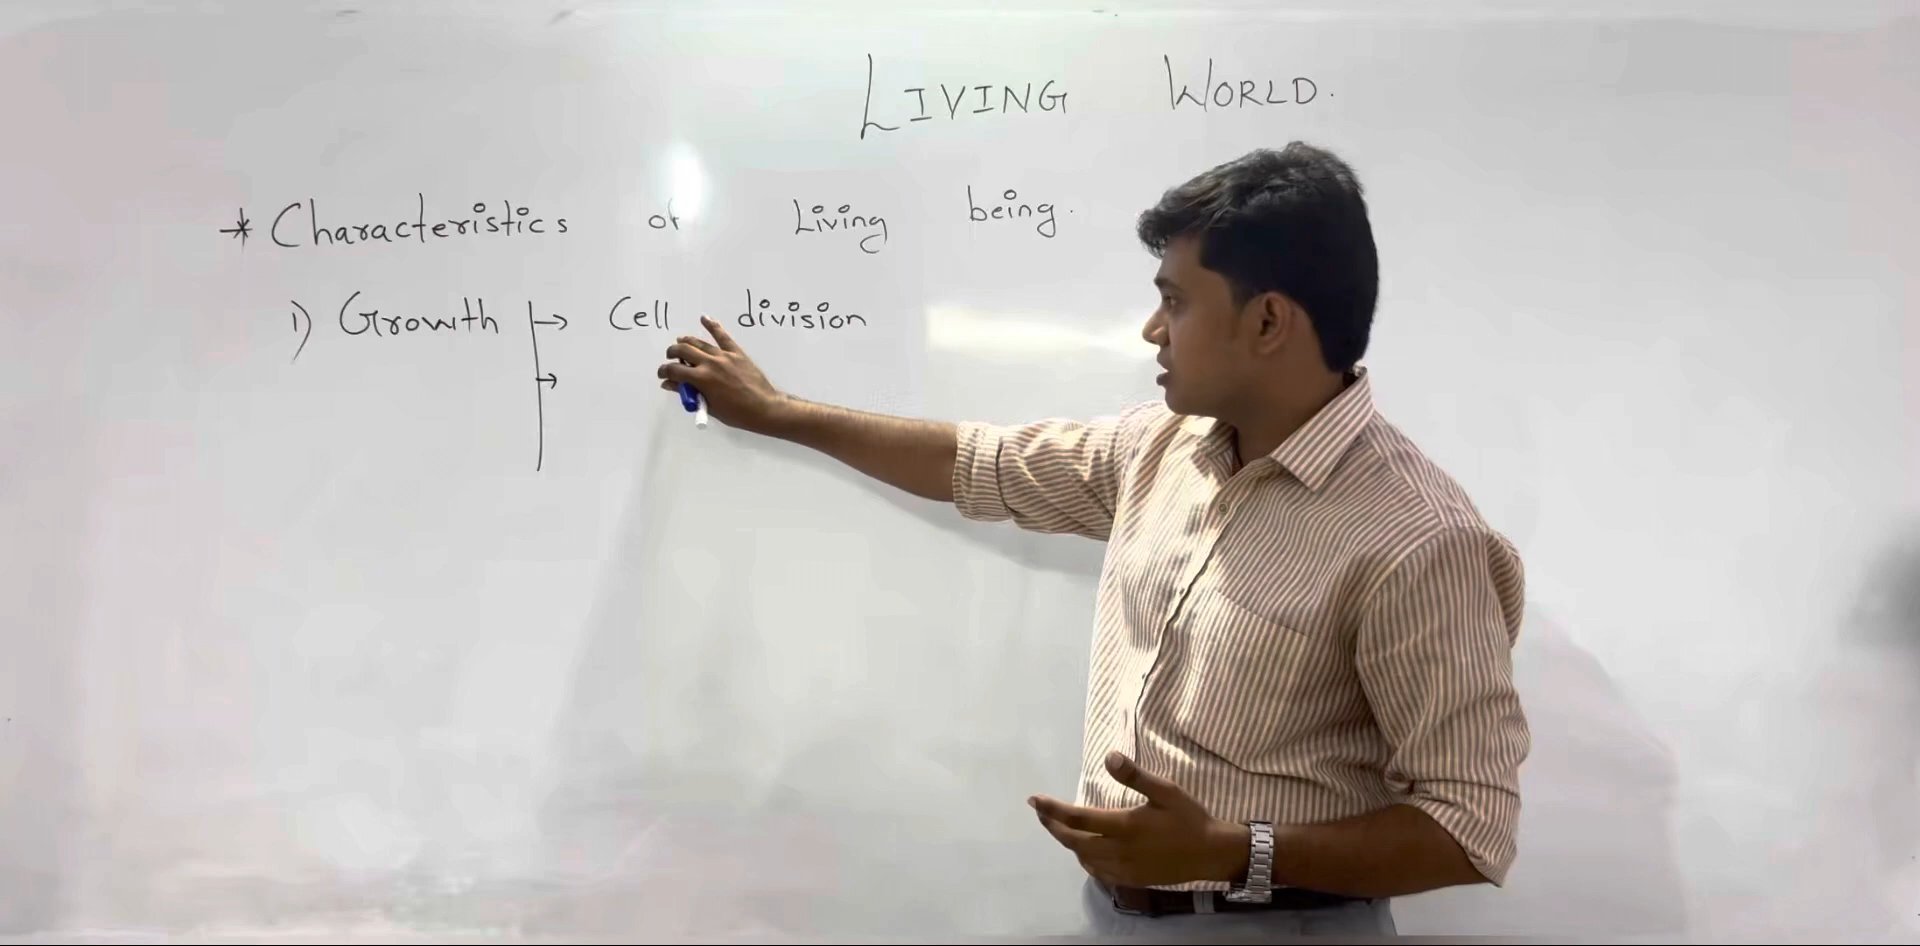 LIVING WORLD.
* Characteristics of Living being.
1) Growth → Cell division
→